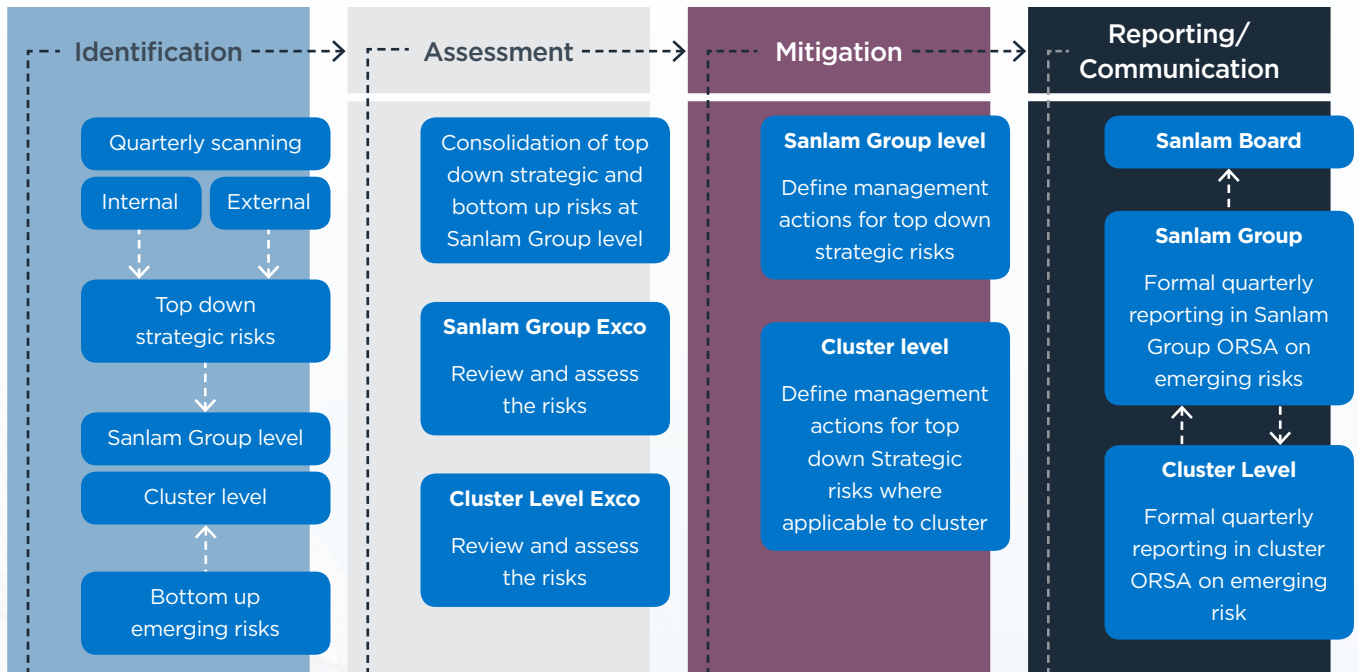 Identification
Quarterly scanning
Internal
External
Top down
strategic risks
Sanlam Group level
Cluster level
Bottom up
emerging risks
Assessment
Consolidation of top
down strategic and
bottom up risks at
Sanlam Group level
Sanlam Group Exco
Review and assess
the risks
Cluster Level Exco
Review and assess
the risks
Mitigation
Sanlam Group level
Define management
actions for top down
strategic risks
Cluster level
Define management
actions for top
down Strategic
risks where
applicable to cluster
Reporting/
Communication
Sanlam Board
Sanlam Group
Formal quarterly
reporting in Sanlam
Group ORSA on
emerging risks
Cluster Level
Formal quarterly
reporting in cluster
ORSA on emerging
risk